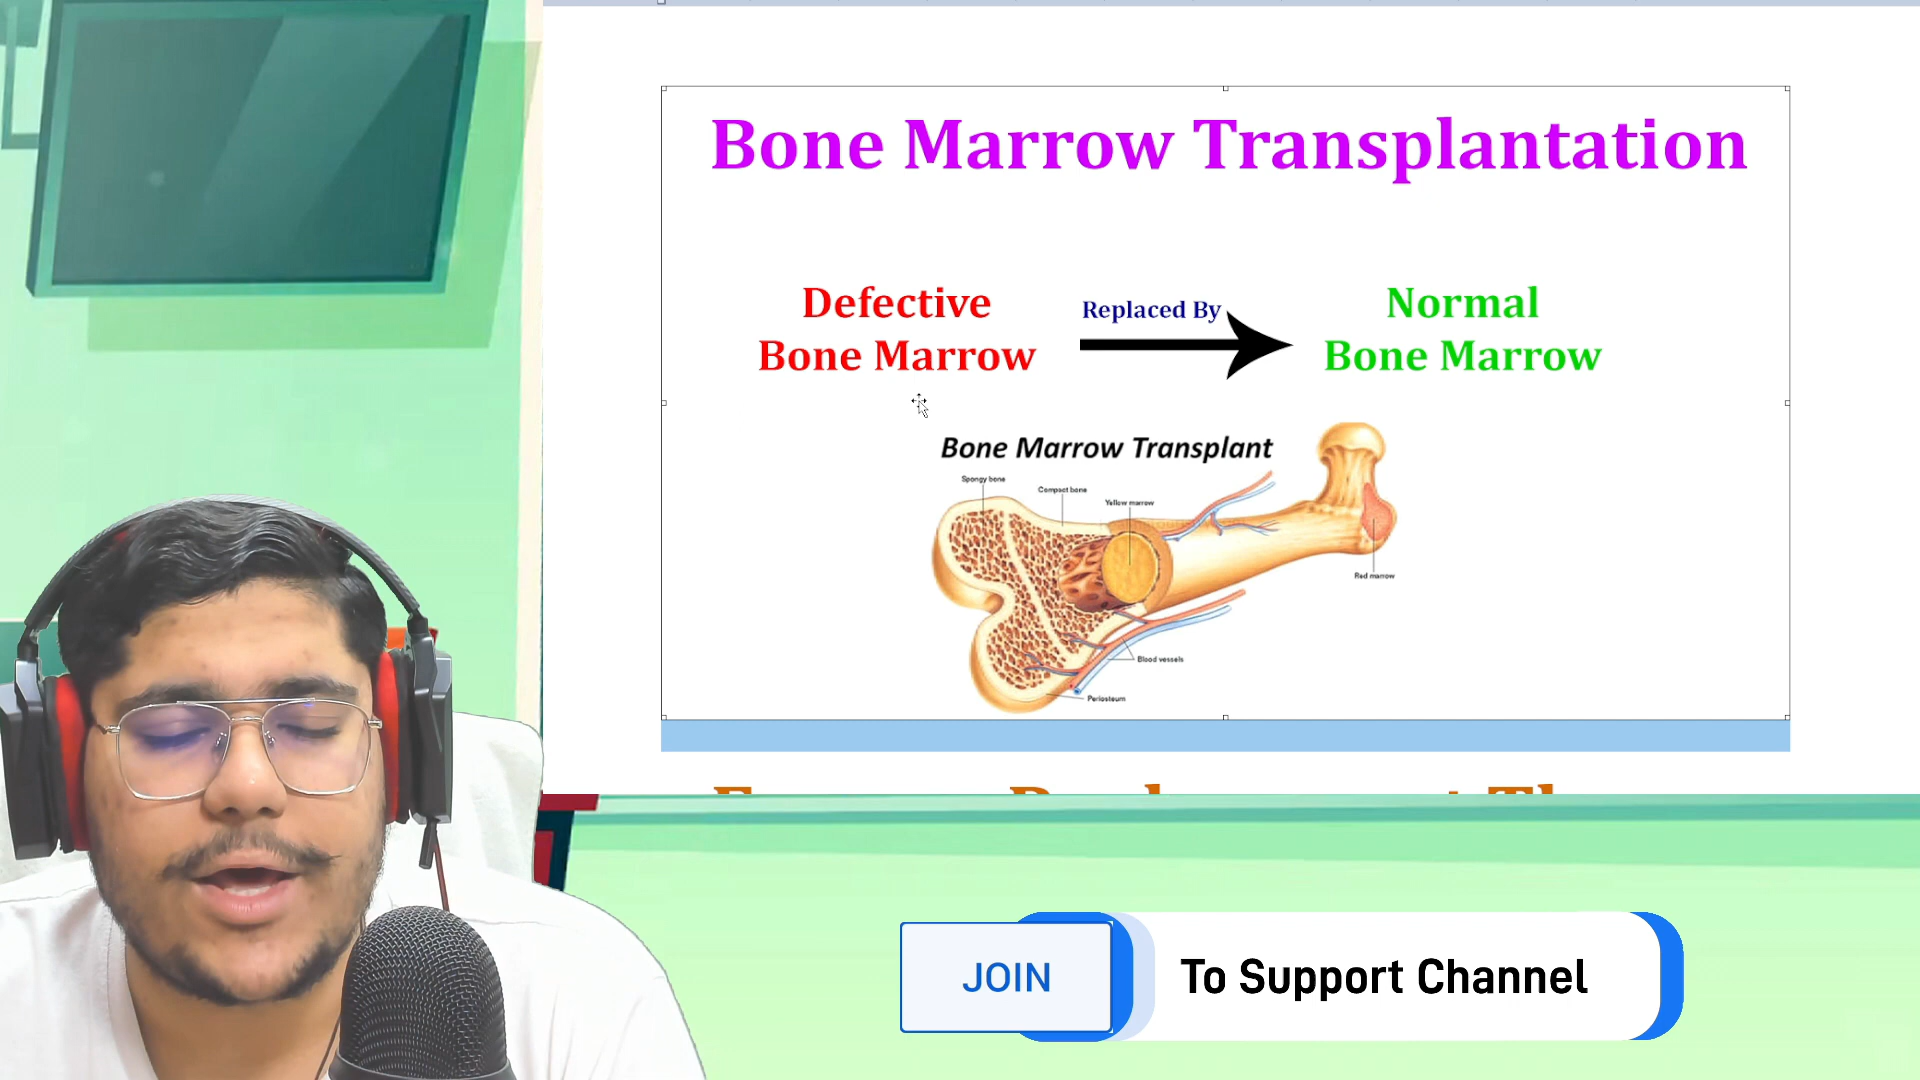 Bone Marrow Transplantation
Defective
Bone Marrow
Replaced By
Normal
Bone Marrow
Bone Marrow Transplant
Spongy bone
Compact bone
Yellow marrow
Red marrow
Blood vessels
Periosteum
JOIN
To Support Channel